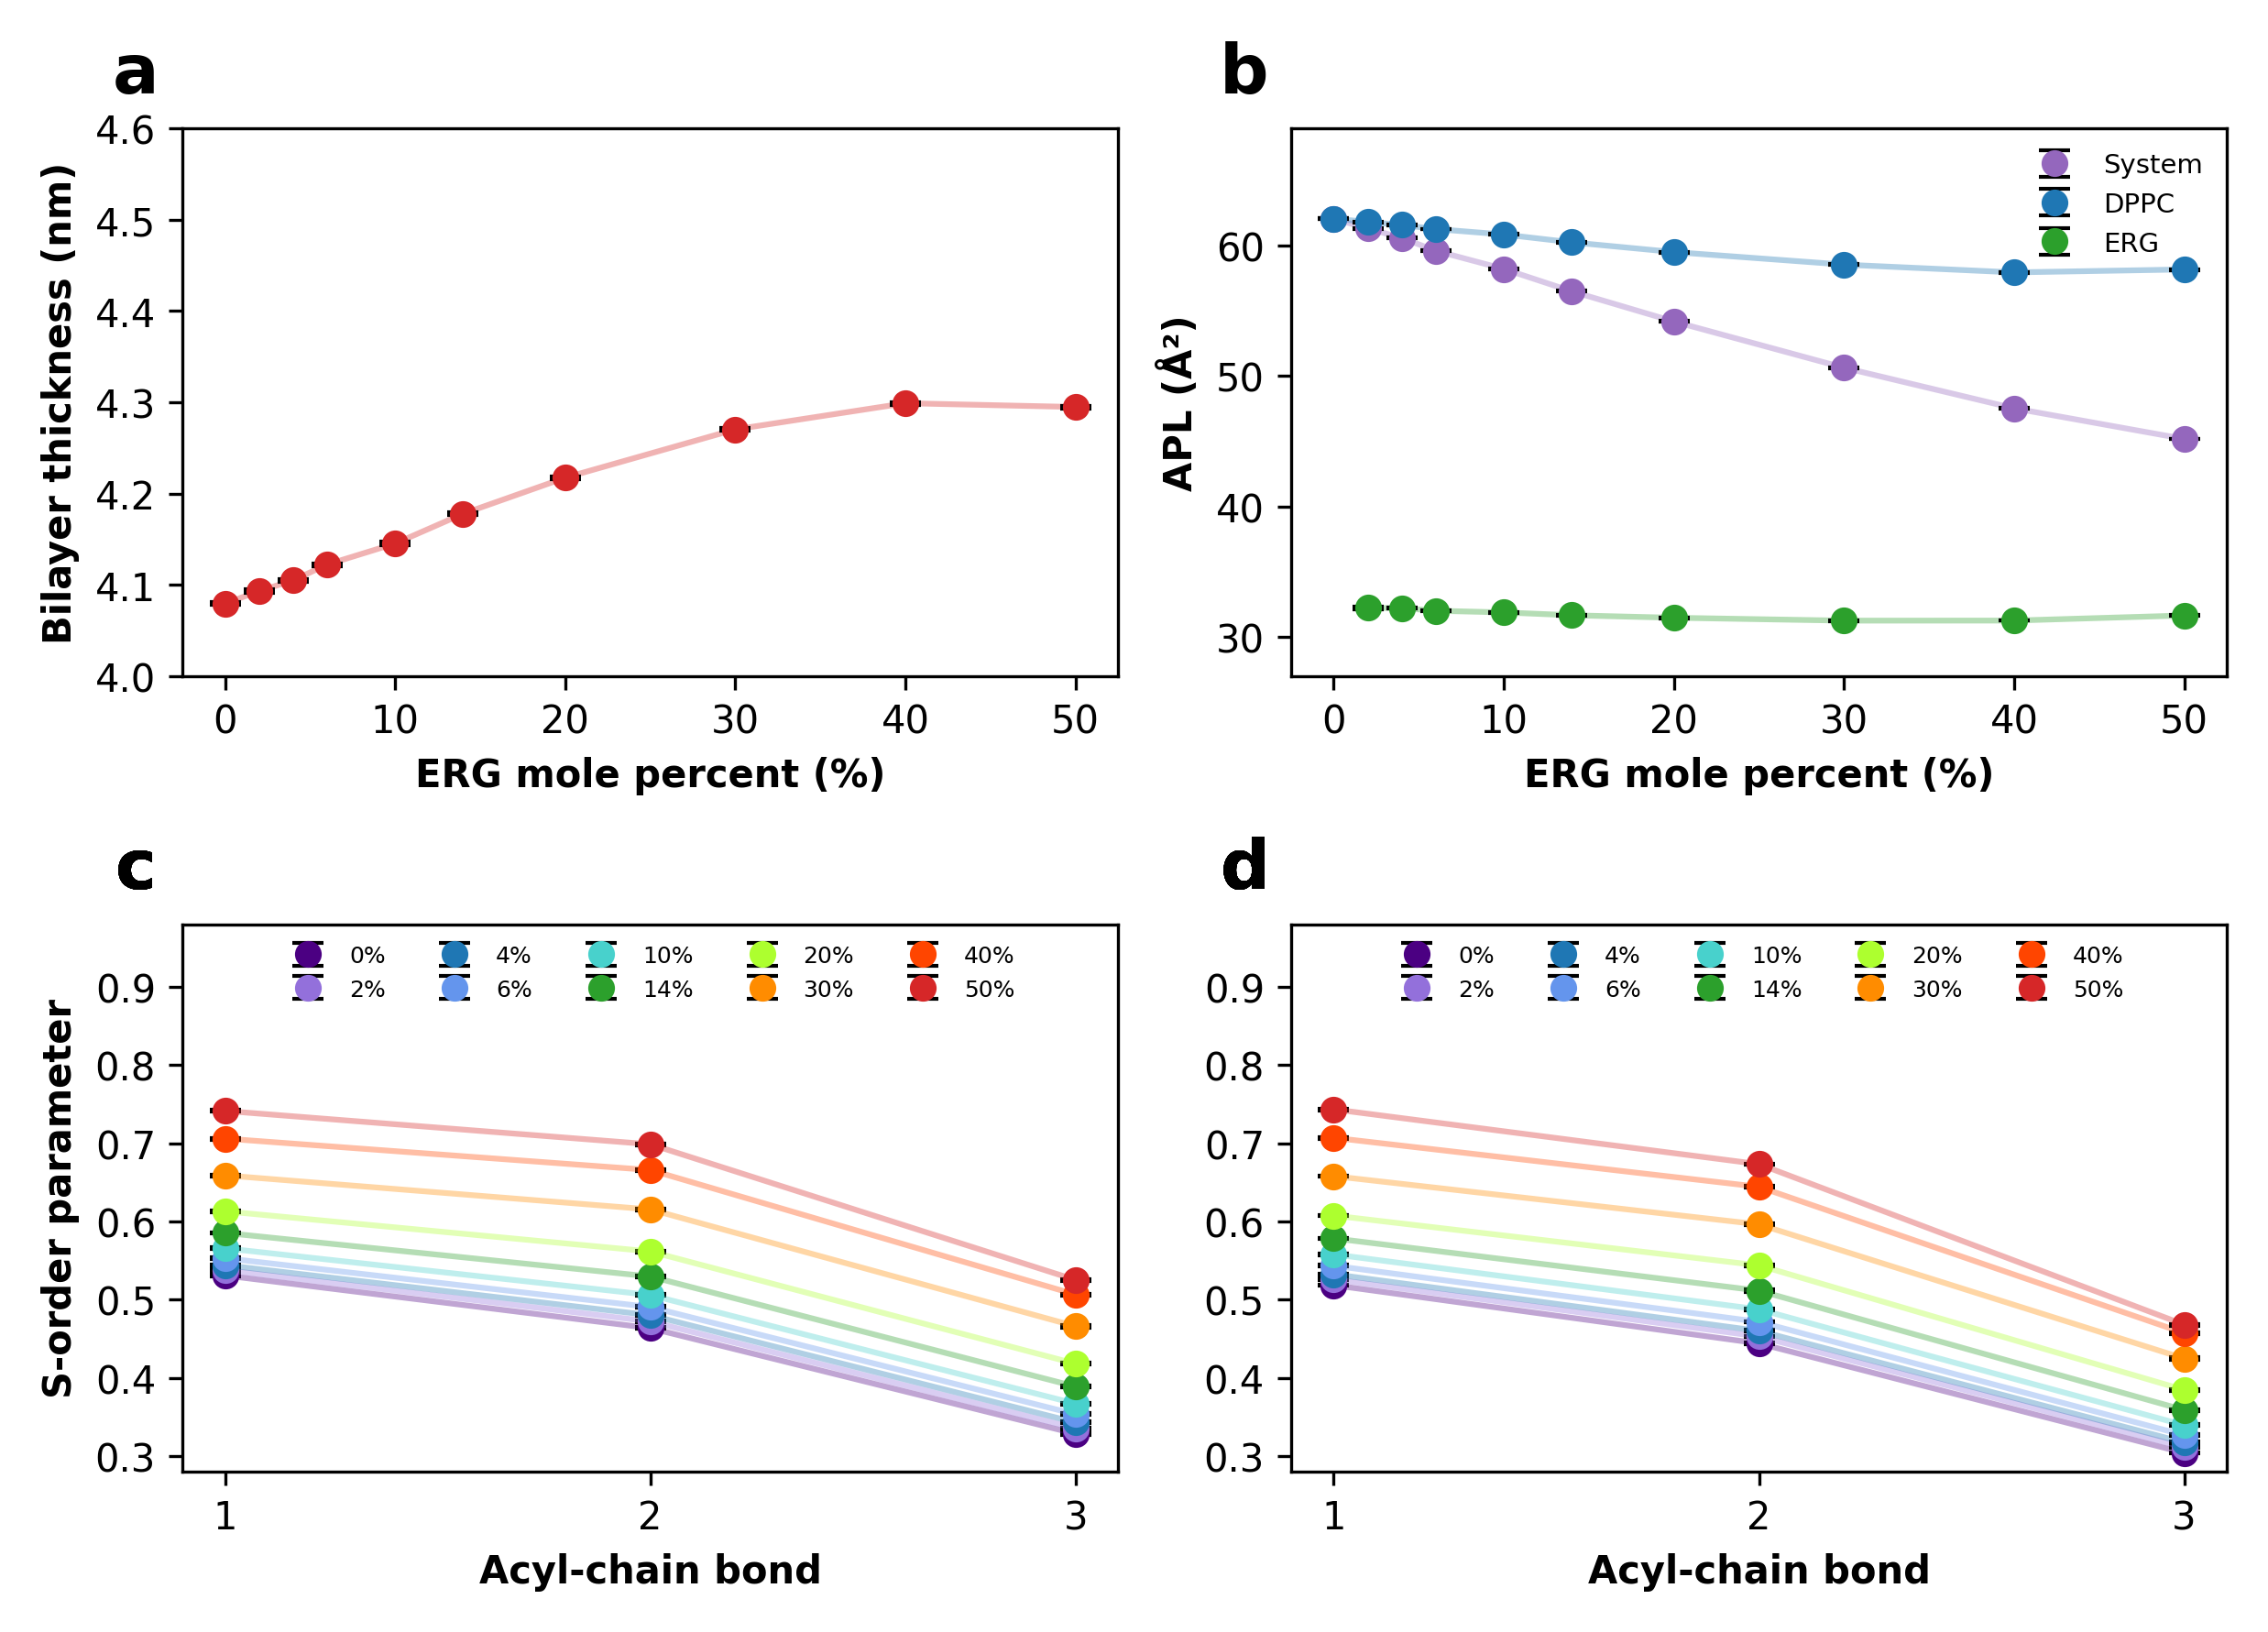 a
4.6
4.5
4.4
4.3
4.2
4.1
4.0
Bilayer thickness (nm)
0 10 20 30 40 50
ERG mole percent (%)
b
60
50
40
30
APL (Å²)
System
DPPC
ERG
0 10 20 30 40 50
ERG mole percent (%)
c
0.9
0.8
0.7
0.6
0.5
0.4
0.3
S-order parameter
0% 4% 10% 20% 40%
2% 6% 14% 30% 50%
1 2 3
Acyl-chain bond
d
0.9
0.8
0.7
0.6
0.5
0.4
0.3
0% 4% 10% 20% 40%
2% 6% 14% 30% 50%
1 2 3
Acyl-chain bond